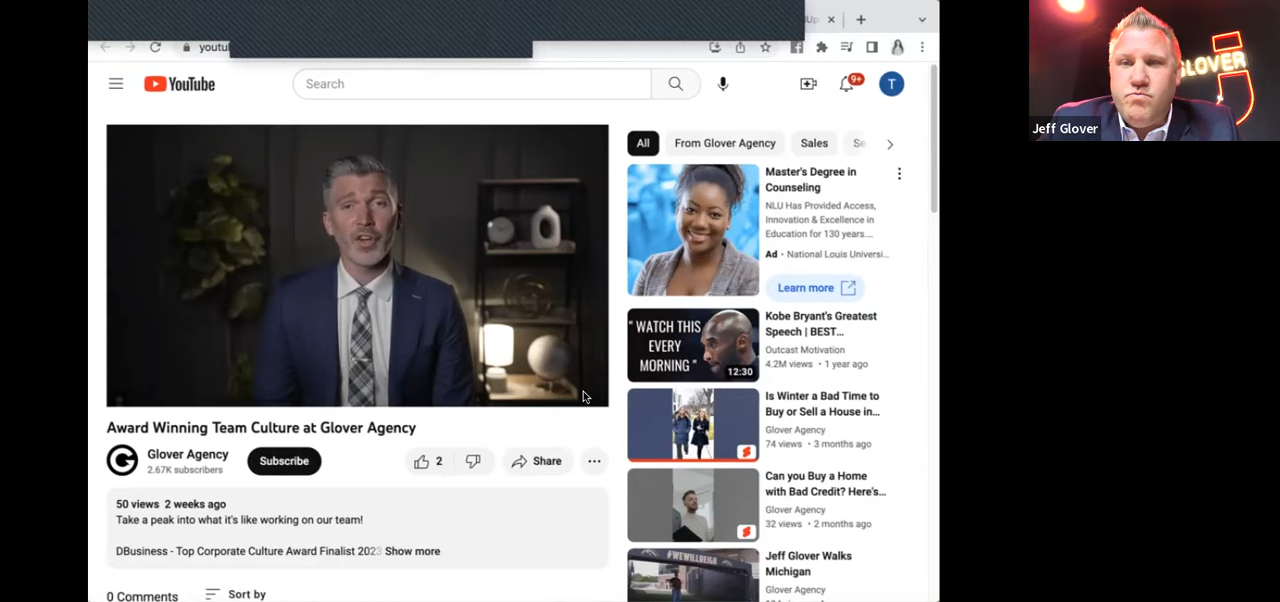 Up
youtu
YouTube
Search
9+
T
All
From Glover Agency
Sales
Se
Master's Degree in
Counseling
NLU Has Provided Access,
Innovation & Excellence in
Education for 130 years....
Ad · National Louis Universi...
Learn more
"WATCH THIS
EVERY
MORNING"
12:30
Kobe Bryant's Greatest
Speech | BEST...
Outcast Motivation
4.2M views · 1 year ago
Is Winter a Bad Time to
Buy or Sell a House in...
Glover Agency
74 views · 3 months ago
Can you Buy a Home
with Bad Credit? Here's...
Glover Agency
32 views · 2 months ago
#WEWILLREIGN
Jeff Glover Walks
Michigan
Glover Agency
Award Winning Team Culture at Glover Agency
G
Glover Agency
2.67K subscribers
Subscribe
2
Share
50 views 2 weeks ago
Take a peak into what it's like working on our team!
DBusiness - Top Corporate Culture Award Finalist 2023 Show more
0 Comments
Sort by
GLOVER
Jeff Glover